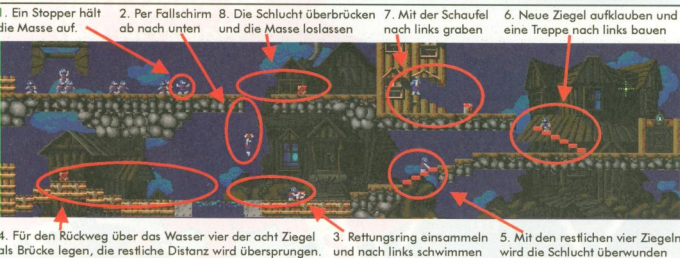 1. Ein Stopper hält
die Masse auf.
2. Per Fallschirm
ab nach unten
8. Die Schlucht überbrücken
und die Masse loslassen
7. Mit der Schaufel
nach links graben
6. Neue Ziegel aufklauben und
eine Treppe nach links bauen
4. Für den Rückweg über das Wasser vier der acht Ziegel
als Brücke legen, die restliche Distanz wird übersprungen.
3. Rettungsring einsammeln
und nach links schwimmen
5. Mit den restlichen vier Ziegeln
wird die Schlucht überwunden